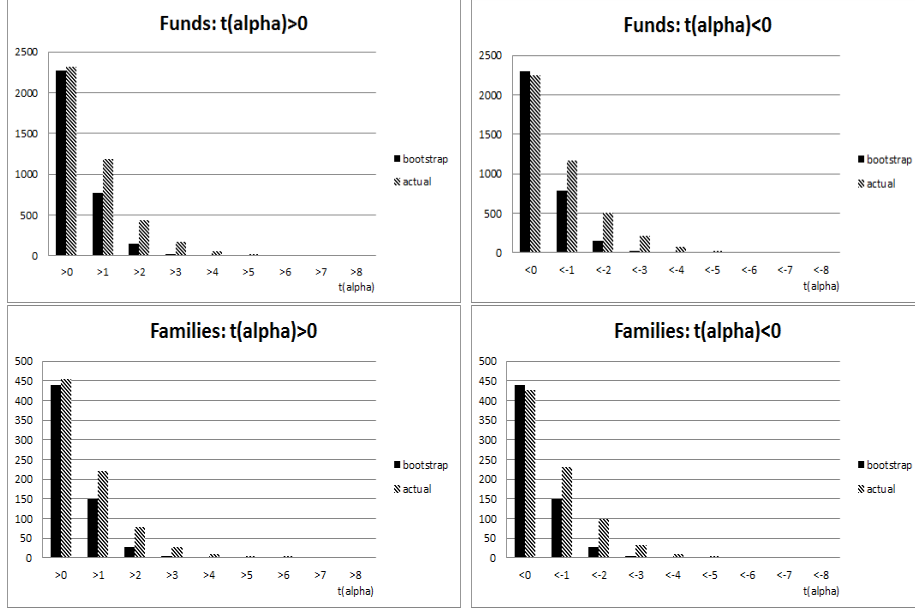 Funds: t(alpha)>0
2500
2000
1500
1000
500
0
>0 >1 >2 >3 >4 >5 >6 >7 >8
t(alpha)
bootstrap
actual
Funds: t(alpha)<0
2500
2000
1500
1000
500
0
<0 <-1 <-2 <-3 <-4 <-5 <-6 <-7 <-8
t(alpha)
bootstrap
actual
Families: t(alpha)>0
500
450
400
350
300
250
200
150
100
50
0
>0 >1 >2 >3 >4 >5 >6 >7 >8
t(alpha)
bootstrap
actual
Families: t(alpha)<0
500
450
400
350
300
250
200
150
100
50
0
<0 <-1 <-2 <-3 <-4 <-5 <-6 <-7 <-8
t(alpha)
bootstrap
actual